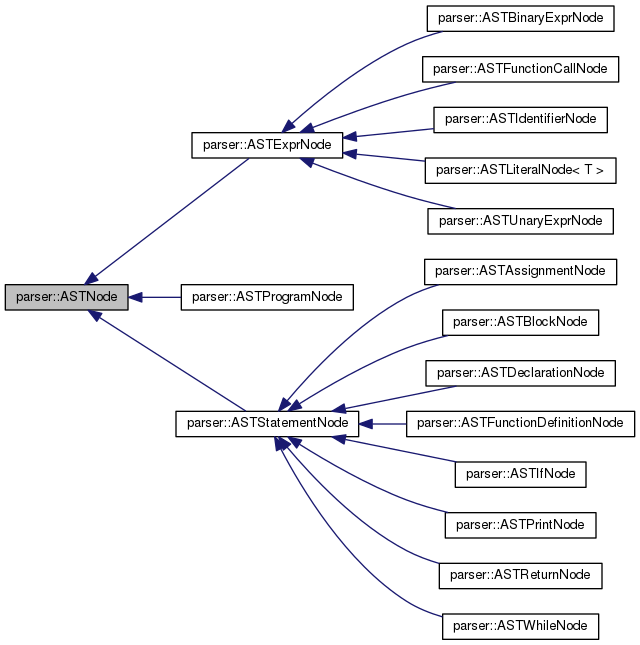 parser::ASTBinaryExprNode
parser::ASTFunctionCallNode
parser::ASTIdentifierNode
parser::ASTExprNode
parser::ASTLiteralNode< T >
parser::ASTUnaryExprNode
parser::ASTAssignmentNode
parser::ASTNode
parser::ASTProgramNode
parser::ASTBlockNode
parser::ASTDeclarationNode
parser::ASTStatementNode
parser::ASTFunctionDefinitionNode
parser::ASTIfNode
parser::ASTPrintNode
parser::ASTReturnNode
parser::ASTWhileNode